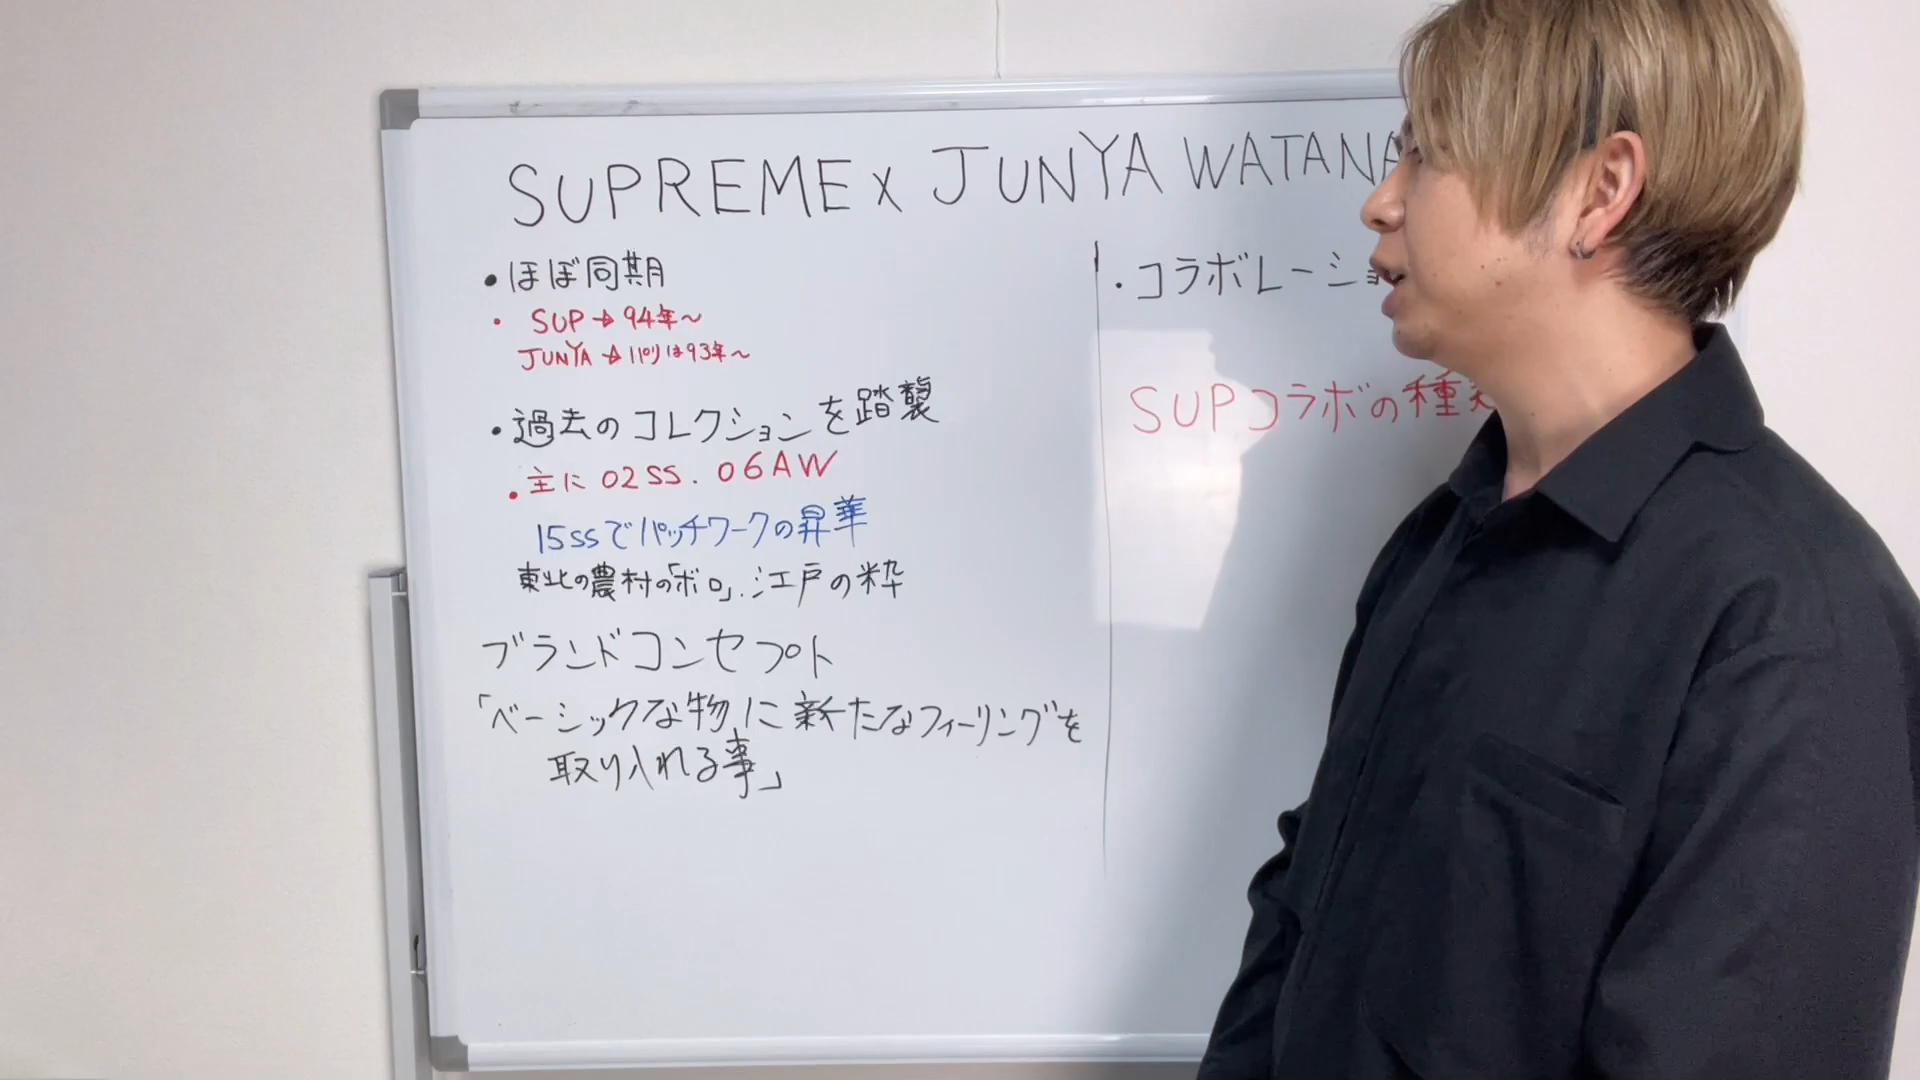 SUPREME x JUNYA WATANA
• ほぼ同期
• SUP → 94年〜
JUNYA → パリは93年〜
• 過去のコレクションを踏襲
• 主に 02SS. 06AW
15SSでパッチワークの昇華
東北の農村の「ボロ」. 江戸の粋
ブランドコンセプト
「ベーシックな物に新たなフィーリングを
取り入れる事」
・コラボレーショ
SUPコラボの種